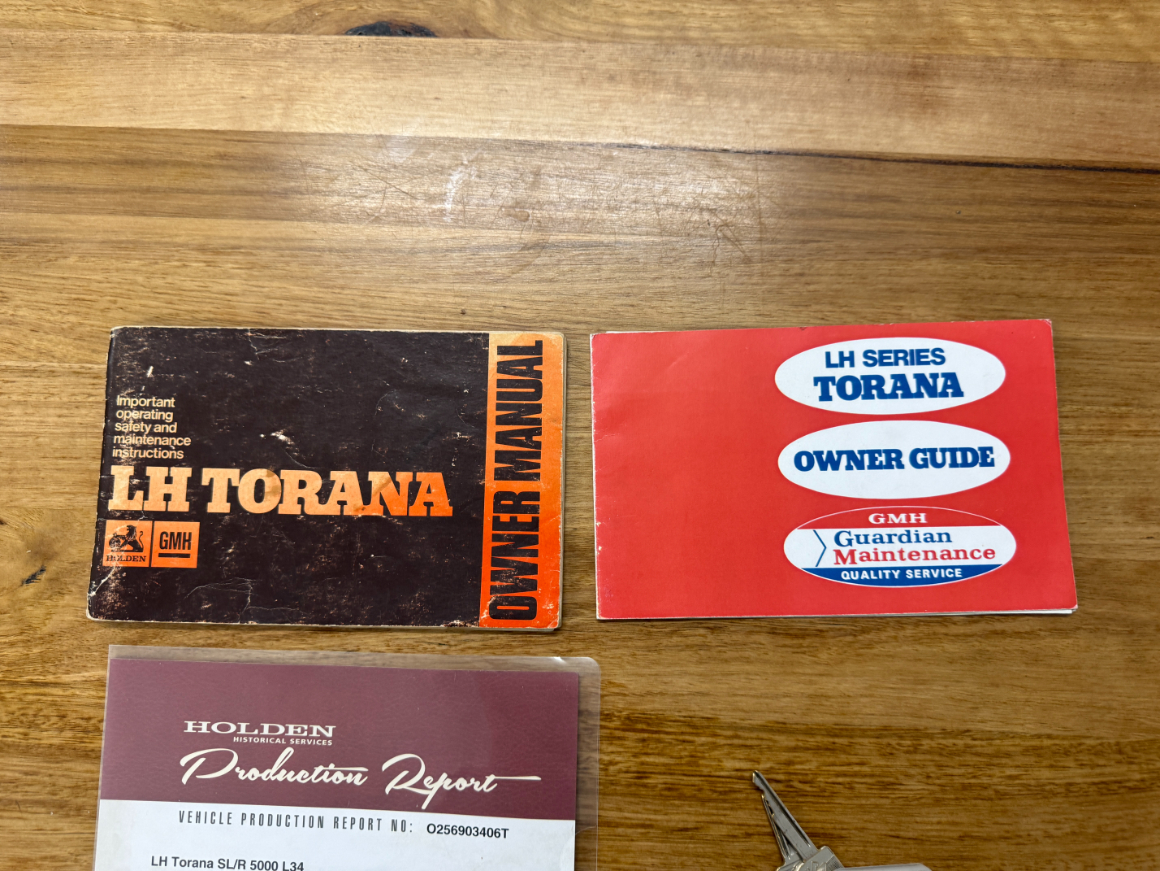 Important
operating
safety and
maintenance
instructions
LH TORANA
HOLDEN
GMH
OWNER MANUAL
LH SERIES
TORANA
OWNER GUIDE
GMH
Guardian
Maintenance
QUALITY SERVICE
HOLDEN
HISTORICAL SERVICES
Production Report
VEHICLE PRODUCTION REPORT NO: O256903406T
LH Torana SL/R 5000 L34